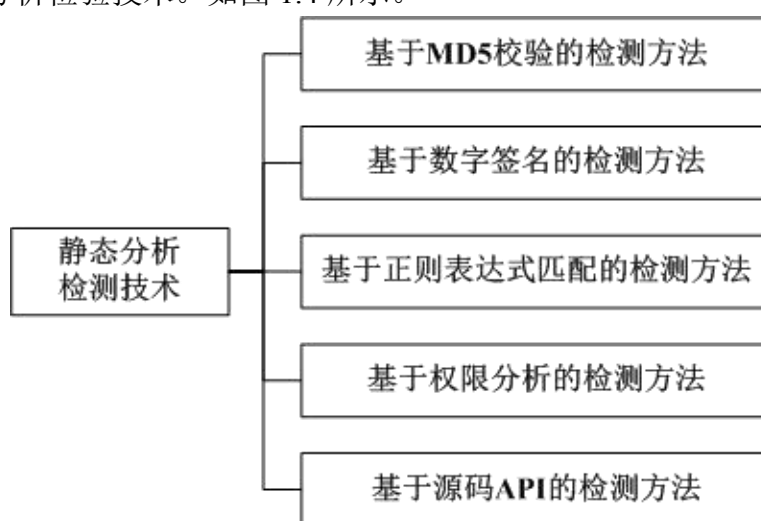 析检验技术。如图 1.4 所示。
基于MD5校验的检测方法
基于数字签名的检测方法
静态分析
检测技术
基于正则表达式匹配的检测方法
基于权限分析的检测方法
基于源码API的检测方法